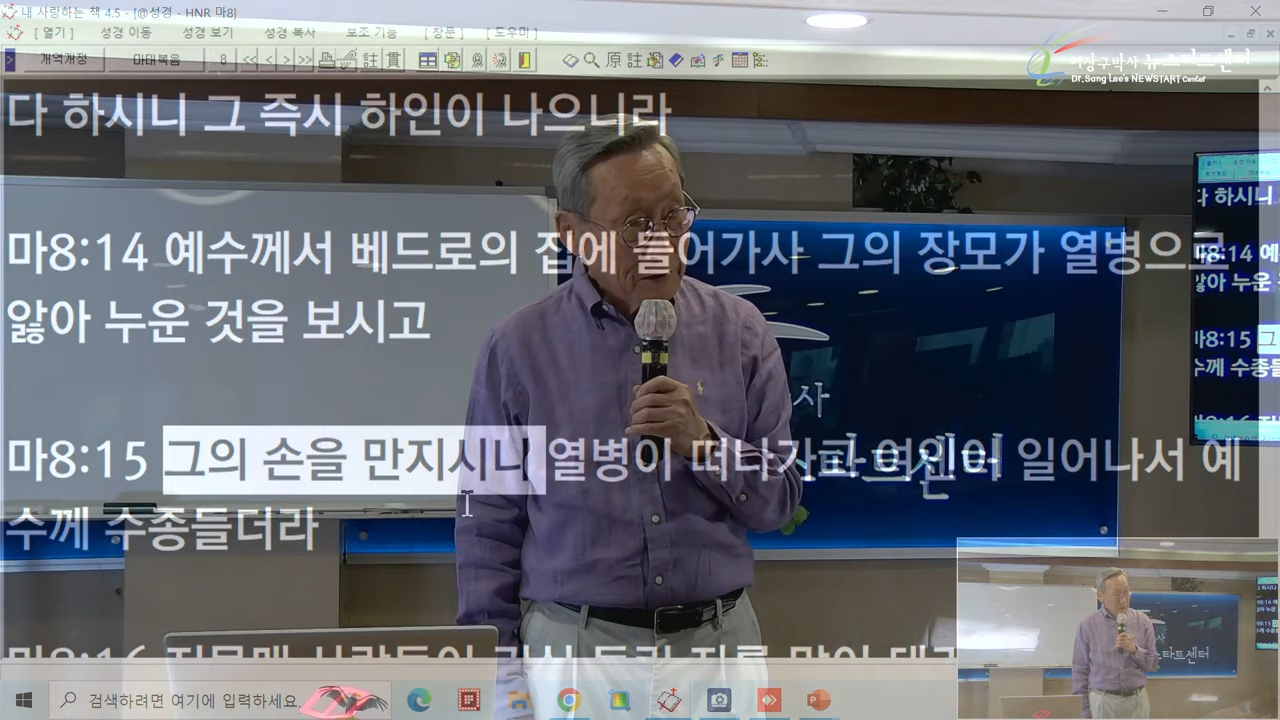 내 사랑하는 책 4.5 - [@성경 - HNR 마8]
[ 열기 ] 성경 이동 성경 보기 성경 복사 보조 기능 [ 창문 ] [ 도우미 ]
개역개정 마태복음 8 << < > >>
이상구박사 뉴스타트센터
Dr. Sang Lee's NEWSTART Center
다 하시니 그 즉시 하인이 나으니라
마8:14 예수께서 베드로의 집에 들어가사 그의 장모가 열병으로
앓아 누운 것을 보시고
마8:15 그의 손을 만지시니 열병이 떠나가고 여인이 일어나서 예
수께 수종들더라
마8:16
검색하려면 여기에 입력하세요.